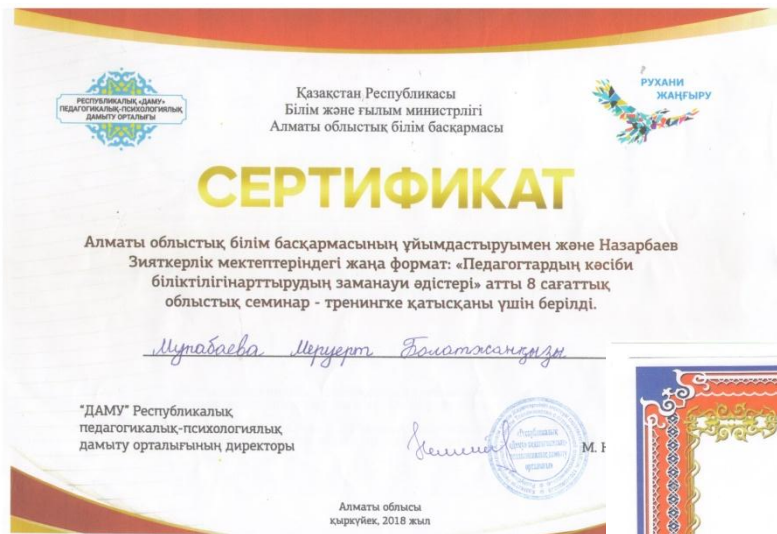 РЕСПУБЛИКАЛЫҚ «ДАМУ»
ПЕДАГОГИКАЛЫҚ-ПСИХОЛОГИЯЛЫҚ
ДАМЫТУ ОРТАЛЫҒЫ
Қазақстан Республикасы
Білім және ғылым министрлігі
Алматы облыстық білім басқармасы
РУХАНИ
ЖАҢҒЫРУ
СЕРТИФИКАТ
Алматы облыстық білім басқармасының ұйымдастыруымен және Назарбаев
Зияткерлік мектептеріндегі жаңа формат: «Педагогтардың кәсіби
біліктілігінарттырудың заманауи әдістері» атты 8 сағаттық
облыстық семинар - тренингке қатысқаны үшін берілді.
Мупабаева Меруерт Болатжанқызы
"ДАМУ" Республикалық
педагогикалық-психологиялық
дамыту орталығының директоры
М.
Алматы облысы
қыркүйек, 2018 жыл